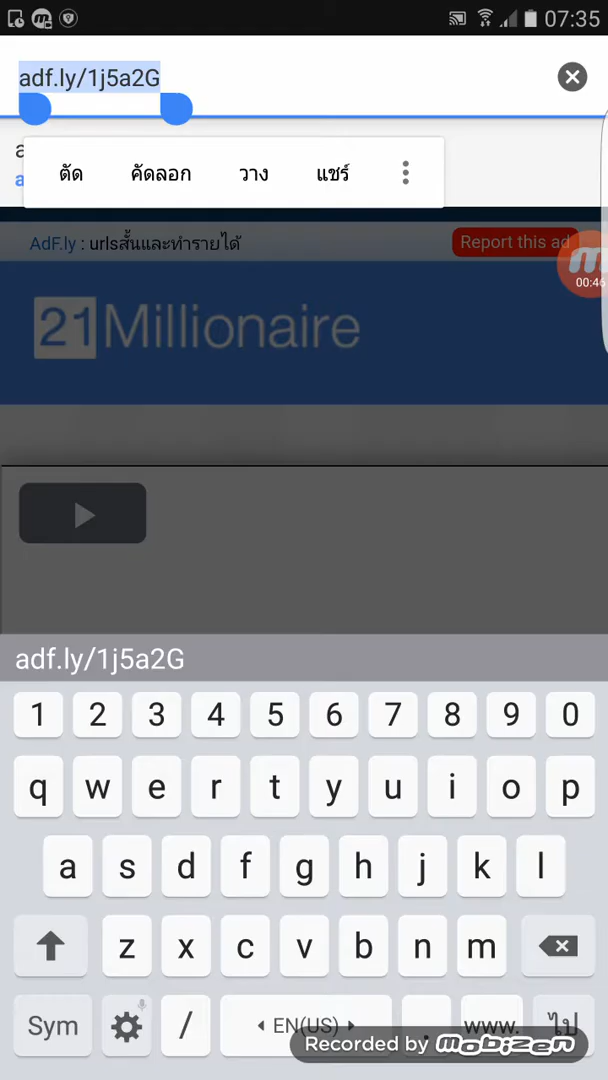 07:35
adf.ly/1j5a2G
ตัด คัดลอก วาง แชร์
AdF.ly : urlsสั้นและทำรายได้
Report this ad
00:46
21Millionaire
adf.ly/1j5a2G
1 2 3 4 5 6 7 8 9 0
q w e r t y u i o p
a s d f g h j k l
z x c v b n m
Sym / EN(US) . www. ไป
Recorded by mobizen